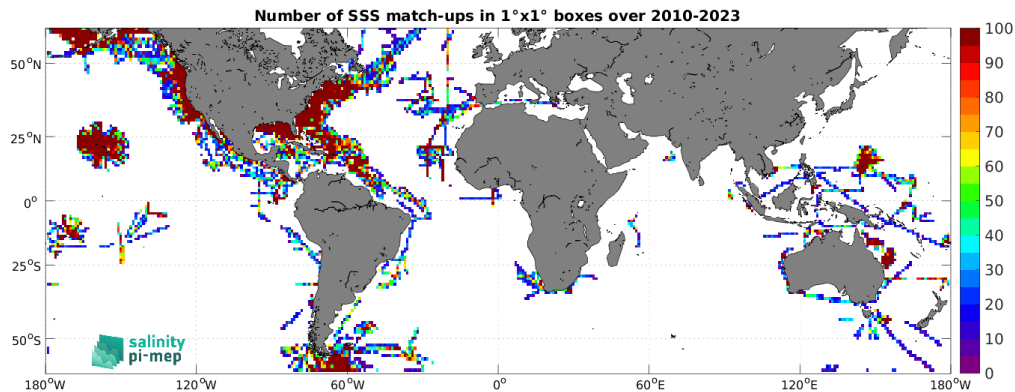 Number of SSS match-ups in 1°x1° boxes over 2010-2023
50°N
25°N
0°
25°S
50°S
180°W 120°W 60°W 0° 60°E 120°E 180°W
100
90
80
70
60
50
40
30
20
10
0
salinity
pi-mep